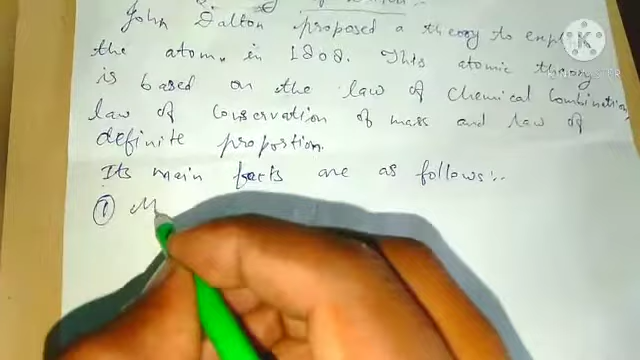 John Dalton proposed a theory to
the atom, in 1808. This atomic theory
is based on the law of chemical combination,
law of conservation of mass and law of
definite proportion.
Its main facts are as follows:-
① M
K